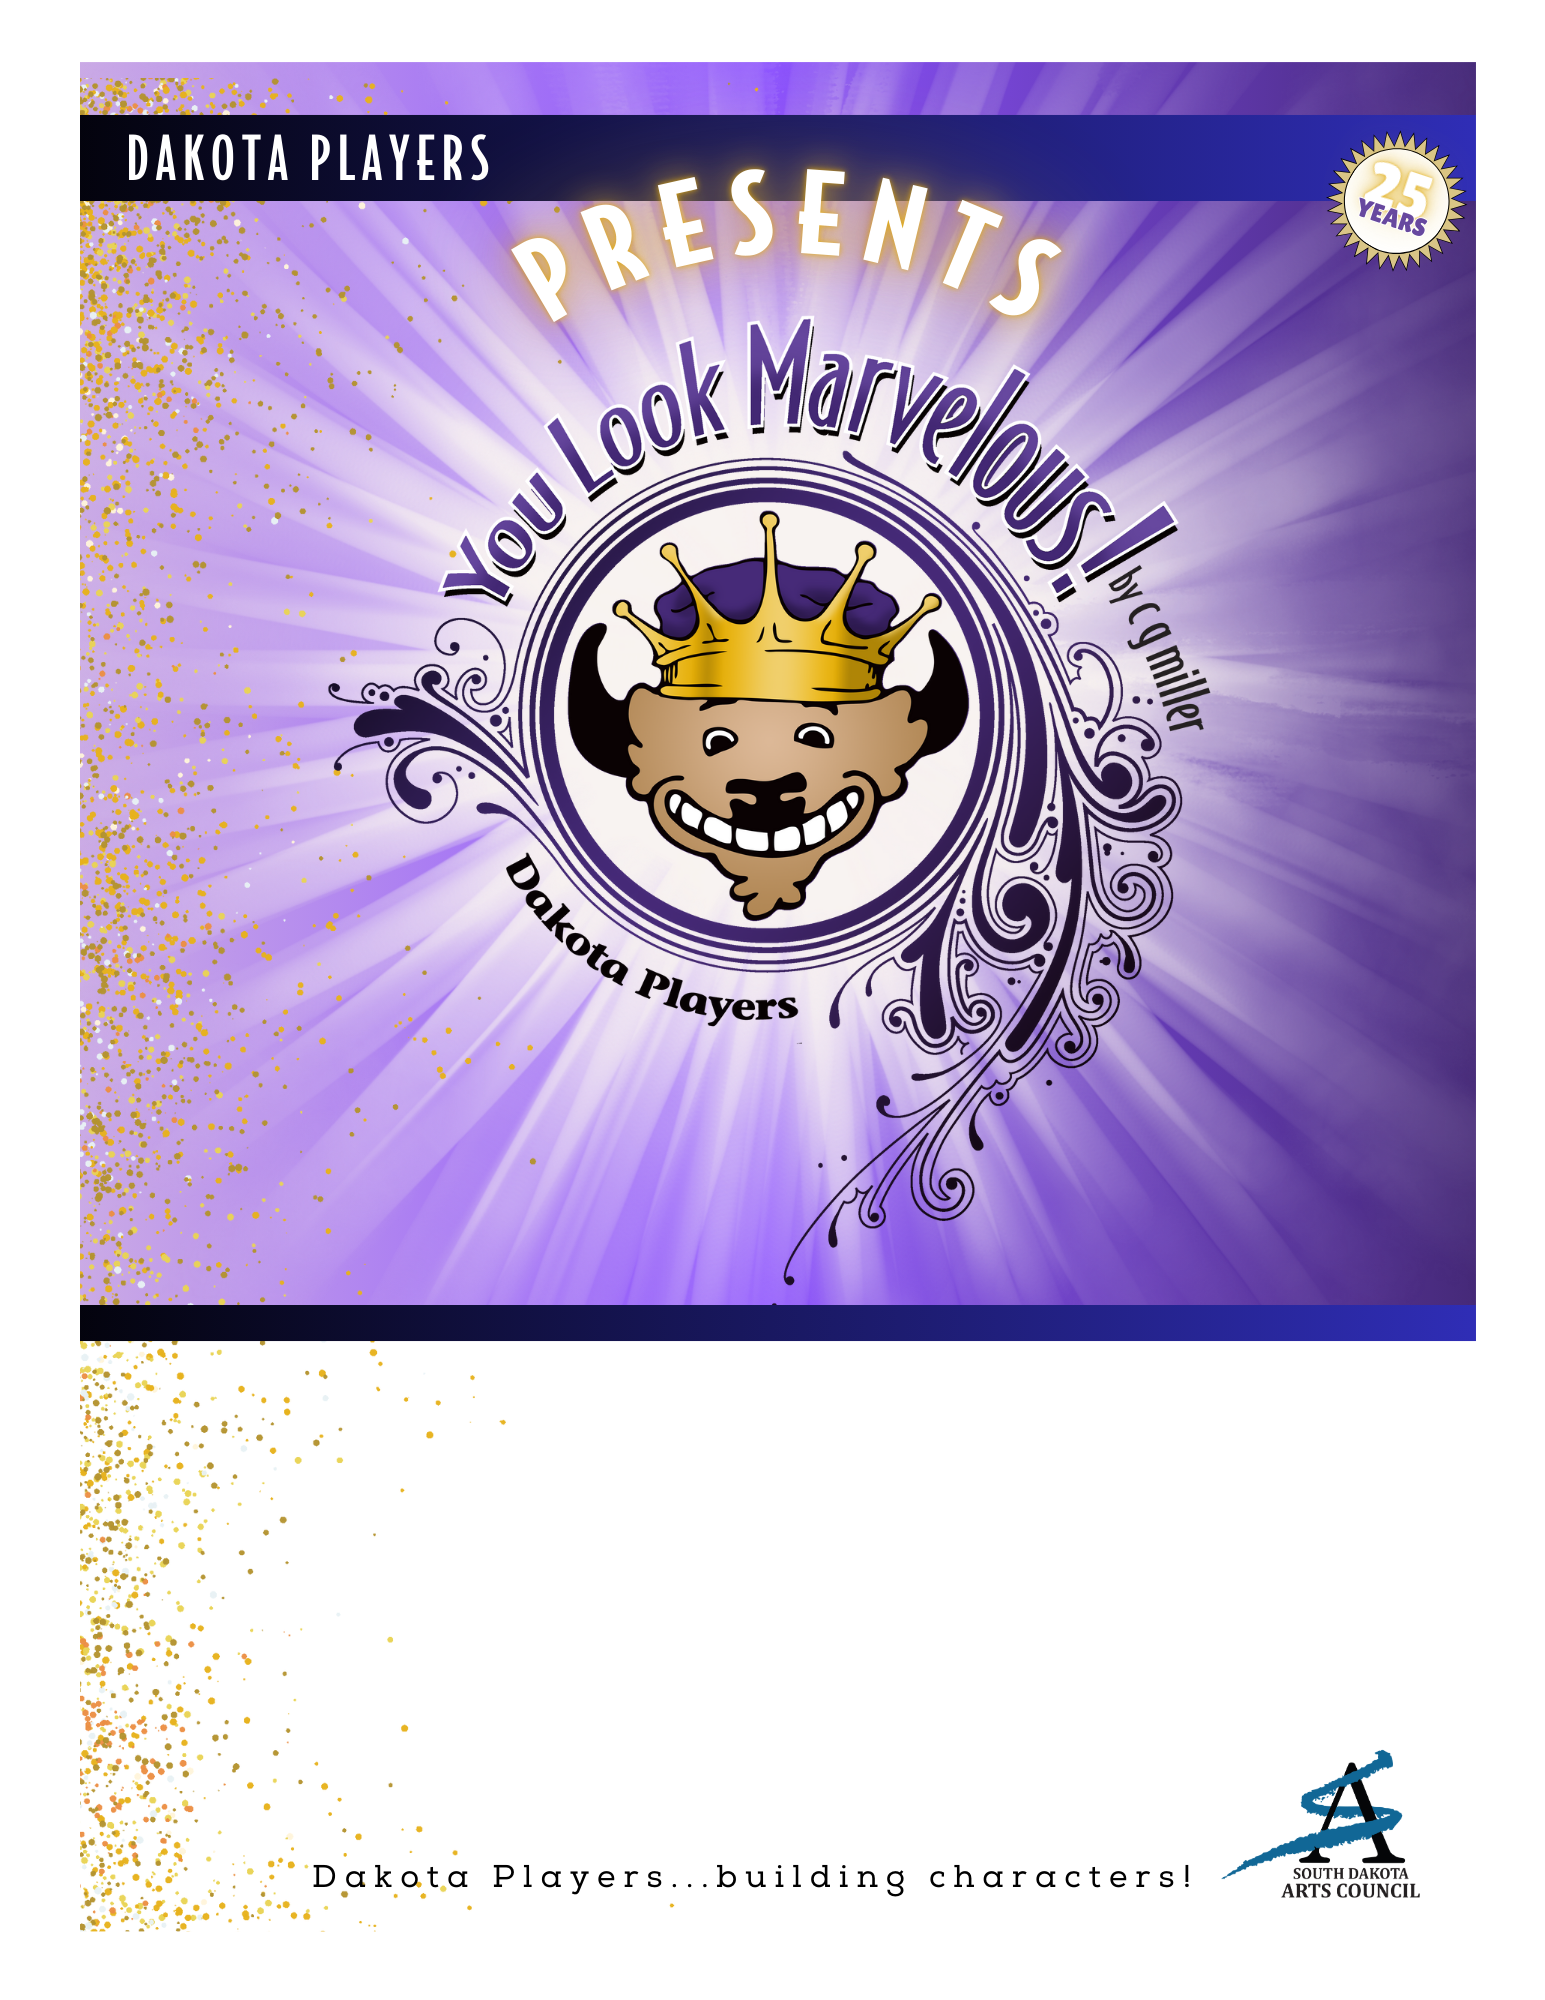 DAKOTA PLAYERS
PRESENTS
25
YEARS
You Look Marvelous!
by c g miller
Dakota Players
Dakota Players...building characters!
SA
SOUTH DAKOTA
ARTS COUNCIL